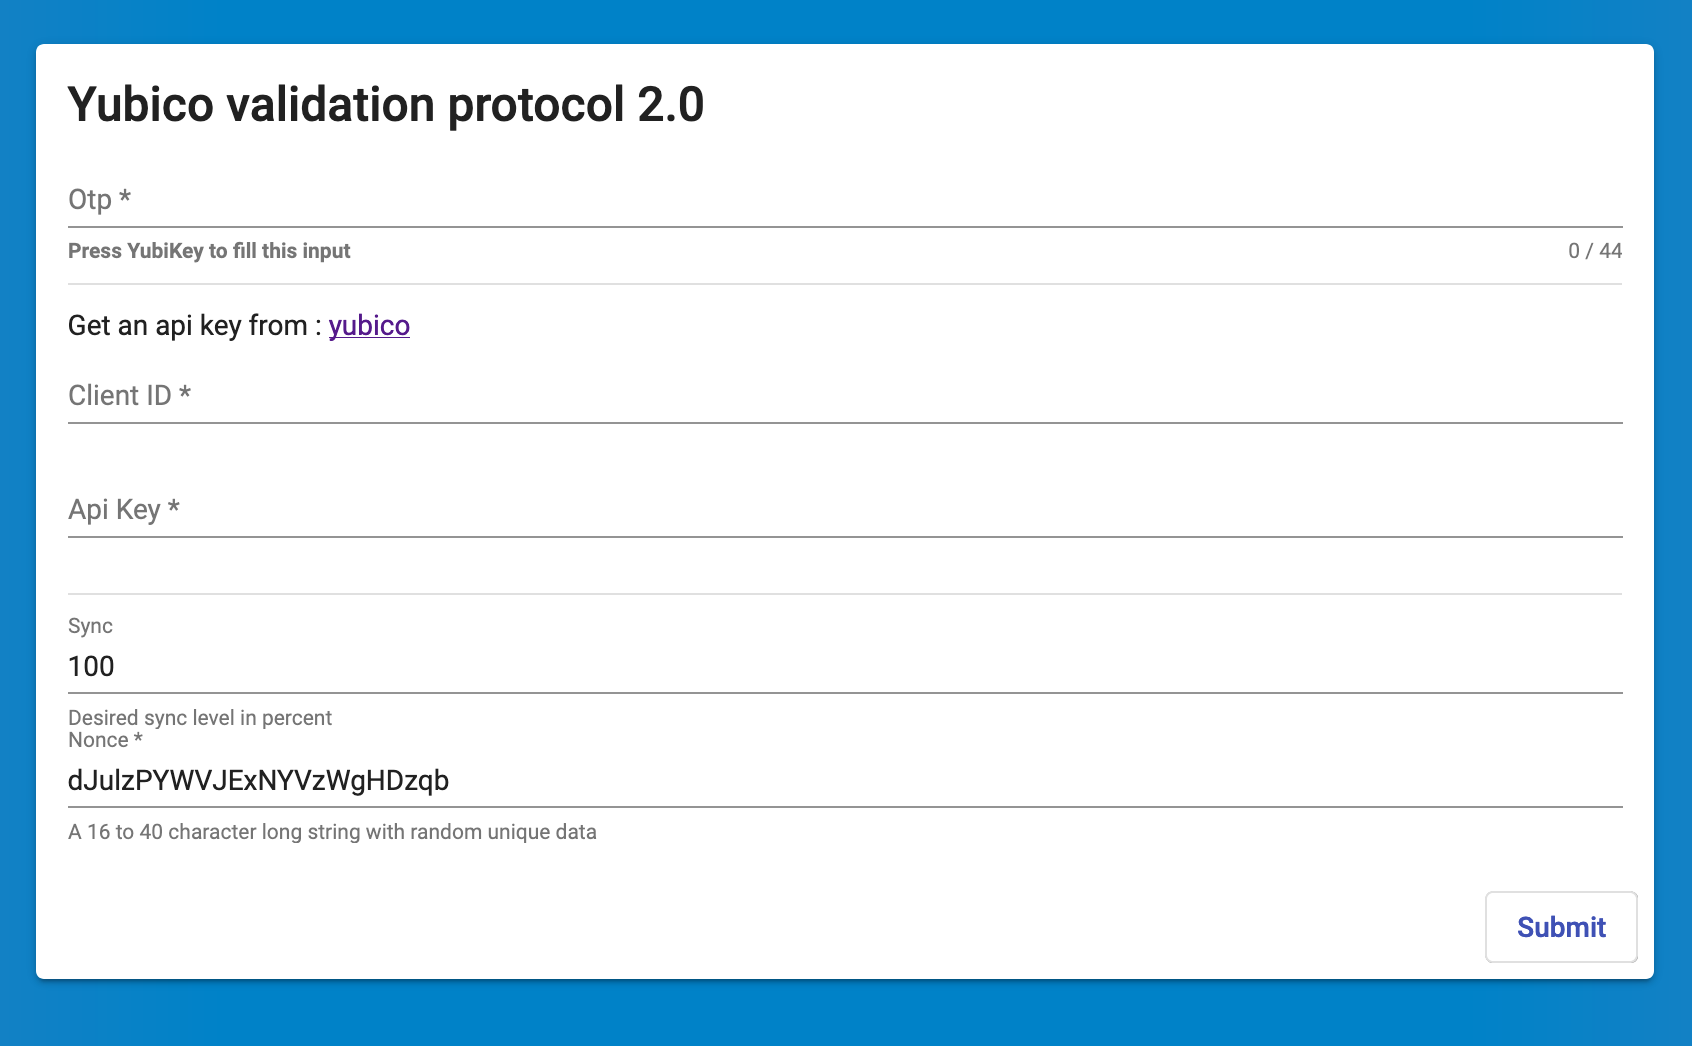 Yubico validation protocol 2.0
Otp *
Press YubiKey to fill this input 0 / 44
Get an api key from : yubico
Client ID *
Api Key *
Sync
100
Desired sync level in percent
Nonce *
dJulzPYWVJExNYVzWgHDzqb
A 16 to 40 character long string with random unique data
Submit